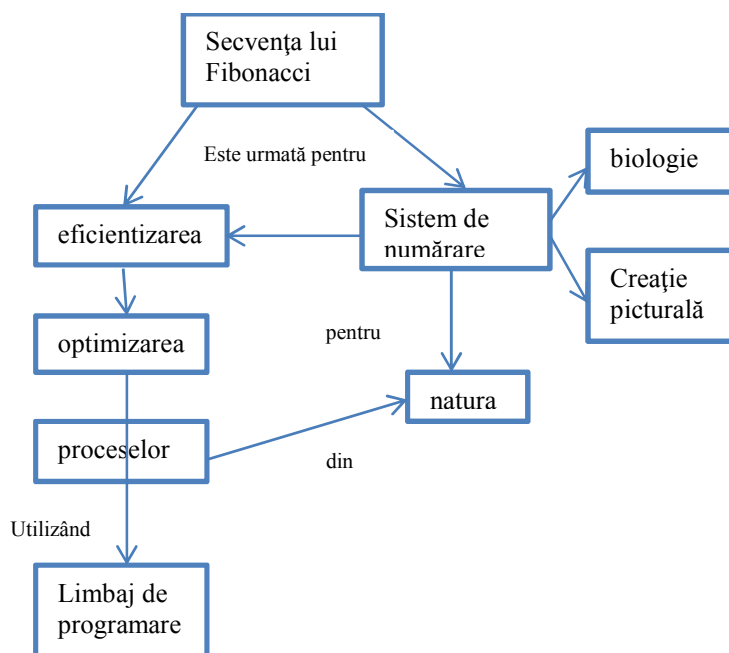 Secvenţa lui
Fibonacci
Este urmată pentru
biologie
eficientizarea
Sistem de
numărare
Creaţie
picturală
optimizarea
pentru
natura
proceselor
din
Utilizând
Limbaj de
programare